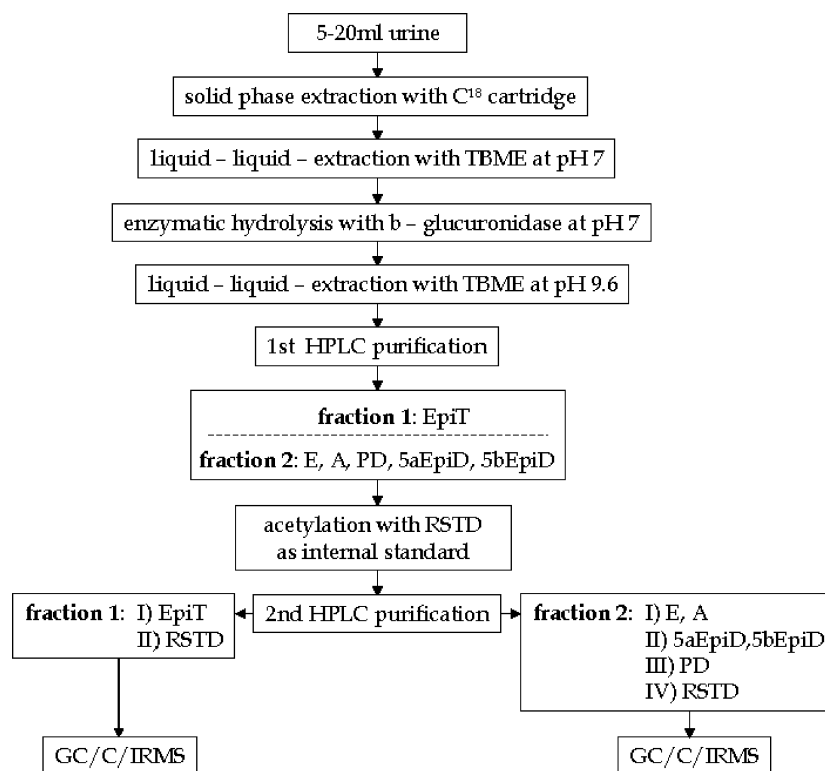 5-20ml urine
solid phase extraction with C¹⁸ cartridge
liquid – liquid – extraction with TBME at pH 7
enzymatic hydrolysis with b – glucuronidase at pH 7
liquid – liquid – extraction with TBME at pH 9.6
1st HPLC purification
fraction 1: EpiT
fraction 2: E, A, PD, 5aEpiD, 5bEpiD
acetylation with RSTD
as internal standard
2nd HPLC purification
fraction 1: I) EpiT
II) RSTD
fraction 2: I) E, A
II) 5aEpiD,5bEpiD
III) PD
IV) RSTD
GC/C/IRMS
GC/C/IRMS